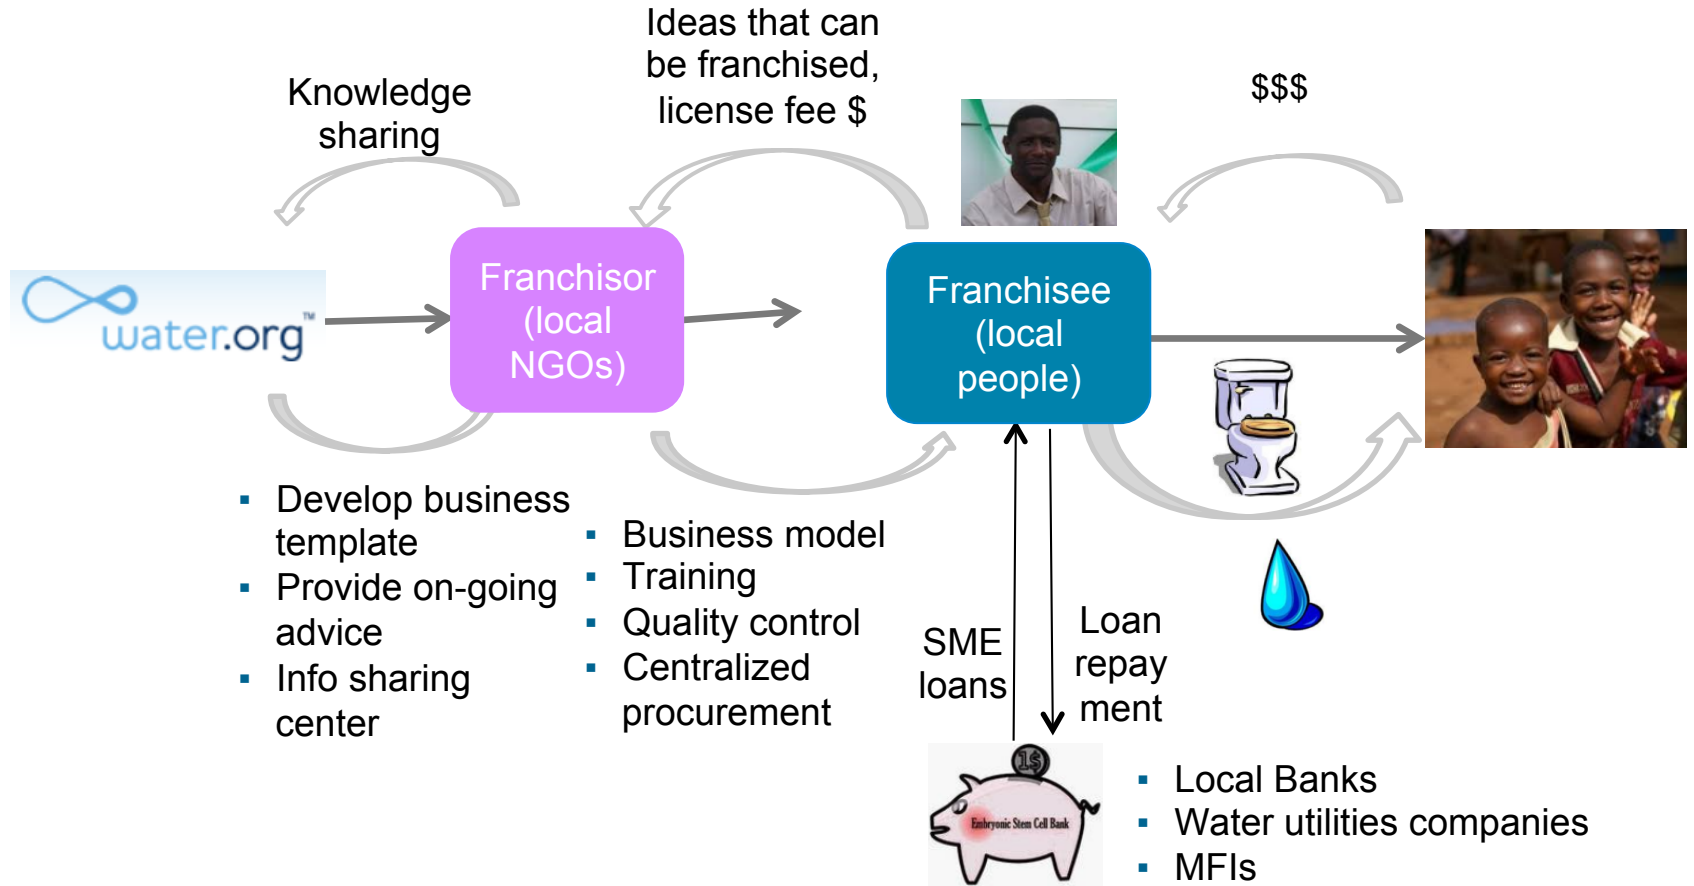 Ideas that can
be franchised,
license fee $
Knowledge
sharing
$$$
water.org™
Franchisor
(local
NGOs)
Franchisee
(local
people)
▪ Develop business
template
▪ Provide on-going
advice
▪ Info sharing
center
▪ Business model
▪ Training
▪ Quality control
▪ Centralized
procurement
SME
loans
Loan
repay
ment
1$
Embryonic Stem Cell Bank
▪ Local Banks
▪ Water utilities companies
▪ MFIs